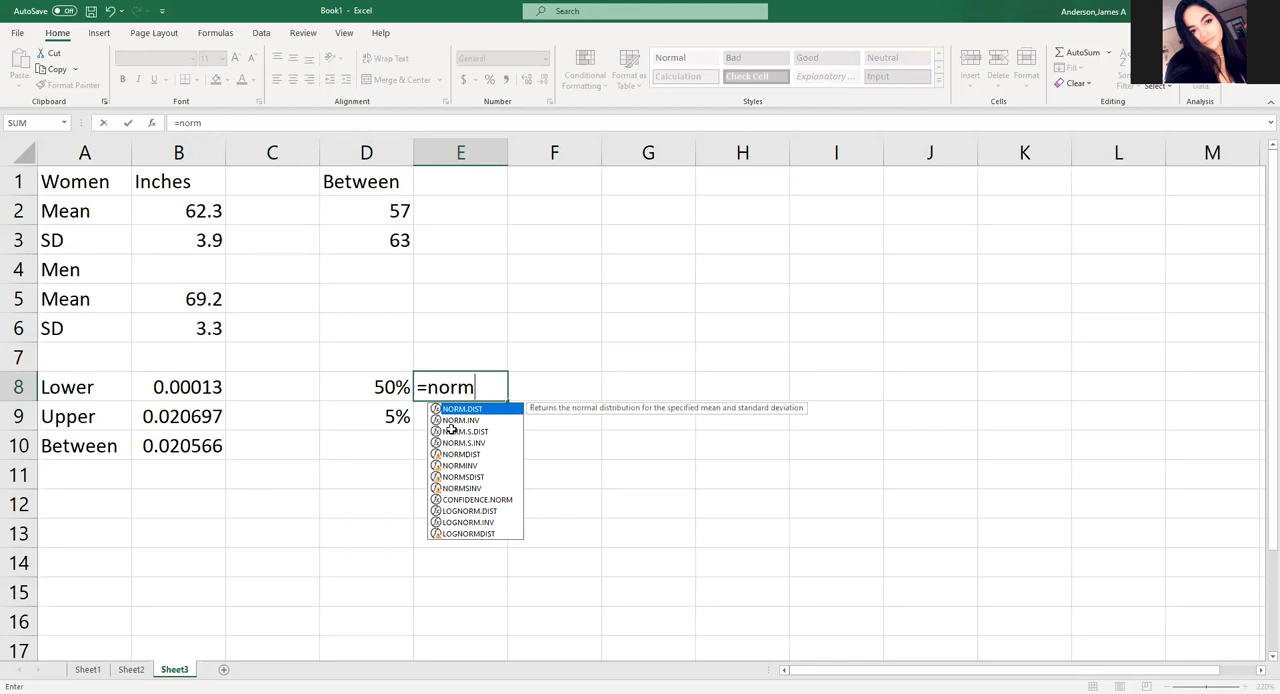 AutoSave Off Book1 - Excel Search Anderson,James A
File Home Insert Page Layout Formulas Data Review View Help
Cut
Copy
Format Painter
Paste
Clipboard
11
B I U
Font
Wrap Text
Merge & Center
Alignment
General
$ % 9
Number
Conditional Formatting
Format as Table
Normal Bad Good Neutral
Calculation Check Cell Explanatory ... Input
Styles
Insert Delete Format
Cells
AutoSum
Fill
Clear
Editing
Select
Analysis
SUM =norm
A B C D E F G H I J K L M
1 Women Inches Between
2 Mean 62.3 57
3 SD 3.9 63
4 Men
5 Mean 69.2
6 SD 3.3
7
8 Lower 0.00013 50% =norm
9 Upper 0.020697 5%
10 Between 0.020566
11
12
13
14
15
16
17
NORM.DIST Returns the normal distribution for the specified mean and standard deviation
NORM.INV
NORM.S.DIST
NORM.S.INV
NORMDIST
NORMINV
NORMSDIST
NORMSINV
CONFIDENCE.NORM
LOGNORM.DIST
LOGNORM.INV
LOGNORMDIST
Sheet1 Sheet2 Sheet3
Enter 220%